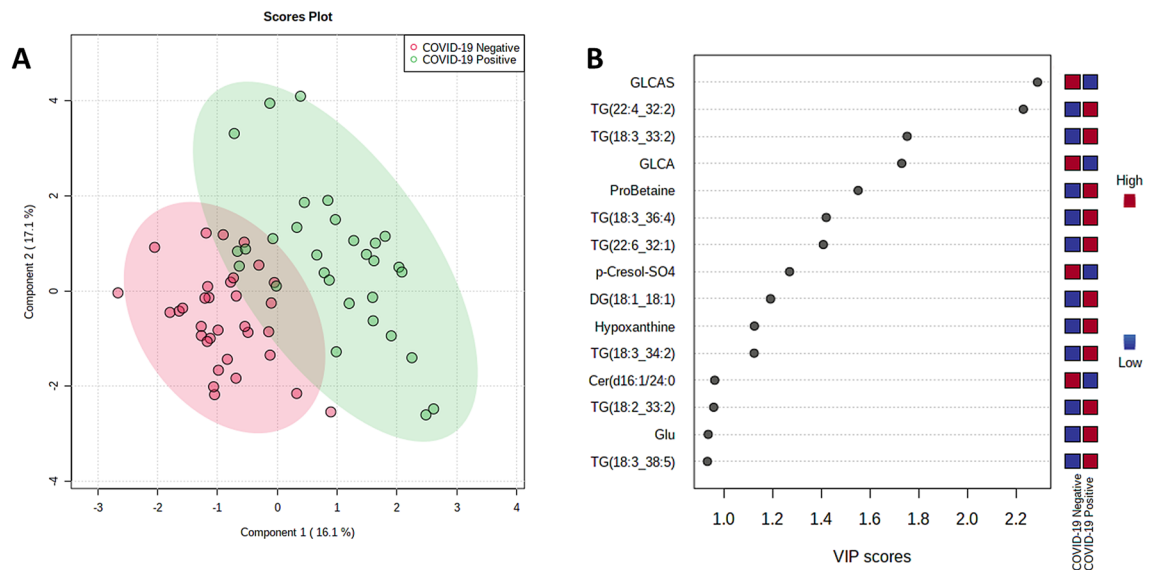 Scores Plot
A
COVID-19 Negative
COVID-19 Positive
4
2
0
-2
-4
Component 2 ( 17.1 %)
-3
-2
-1
0
1
2
3
4
Component 1 ( 16.1 %)
B
GLCAS
TG(22:4_32:2)
TG(18:3_33:2)
GLCA
ProBetaine
TG(18:3_36:4)
TG(22:6_32:1)
p-Cresol-SO4
DG(18:1_18:1)
Hypoxanthine
TG(18:3_34:2)
Cer(d16:1/24:0
TG(18:2_33:2)
Glu
TG(18:3_38:5)
1.0
1.2
1.4
1.6
1.8
2.0
2.2
VIP scores
COVID-19 Negative
COVID-19 Positive
High
Low